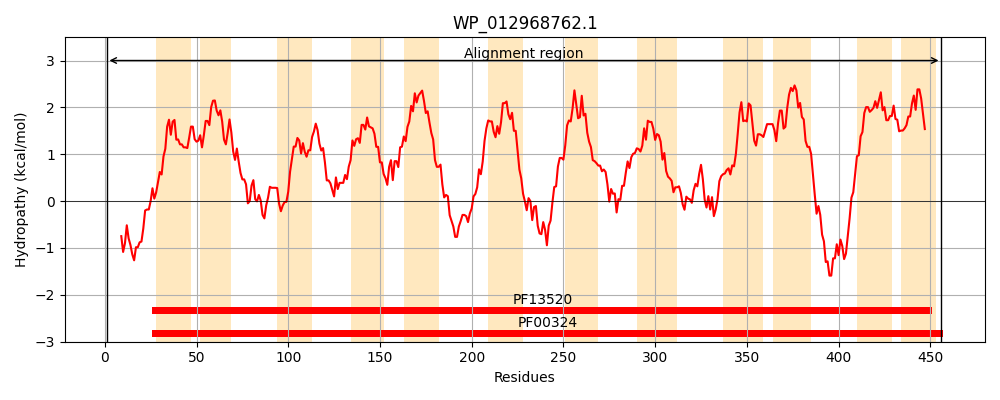 WP_012968762.1
Alignment region
Hydropathy (kcal/mol)
3
2
1
0
−1
−2
−3
PF13520
PF00324
0 50 100 150 200 250 300 350 400 450
Residues